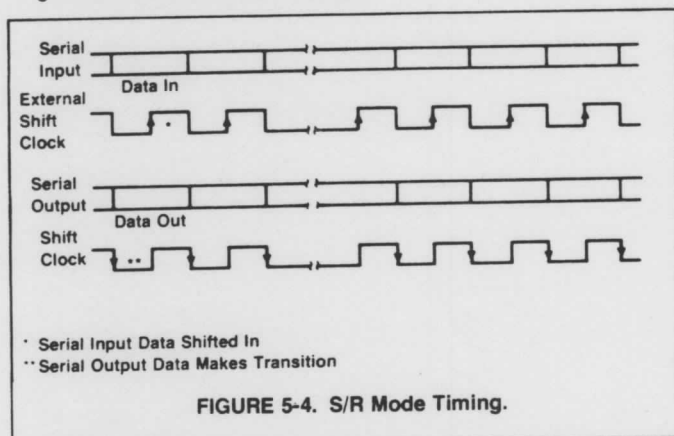 Serial
Input
Data In
External
Shift
Clock
*
Serial
Output
Data Out
Shift
Clock
**
* Serial Input Data Shifted In
** Serial Output Data Makes Transition
FIGURE 5-4. S/R Mode Timing.